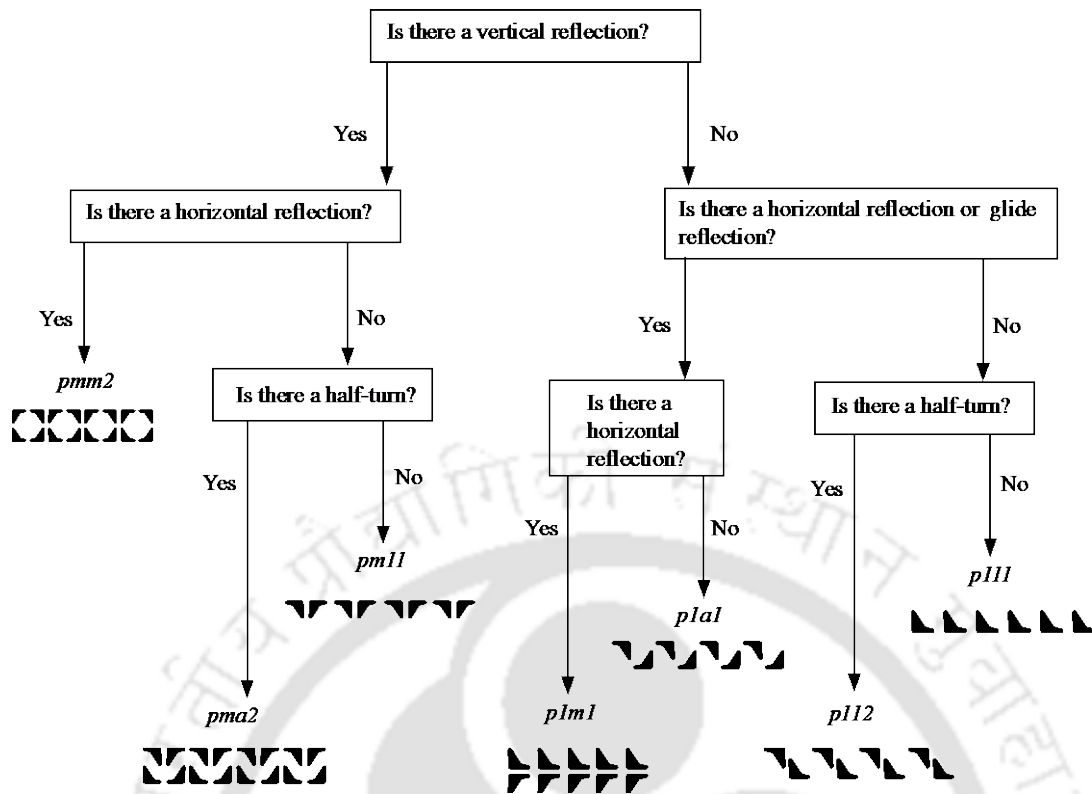 Is there a vertical reflection?
Yes
No
Is there a horizontal reflection?
Is there a horizontal reflection or glide
reflection?
Yes
No
Yes
No
pmm2
Is there a half-turn?
Is there a
horizontal
reflection?
Is there a half-turn?
Yes
No
Yes
No
Yes
No
pm11
p1a1
p111
pma2
p1m1
p112